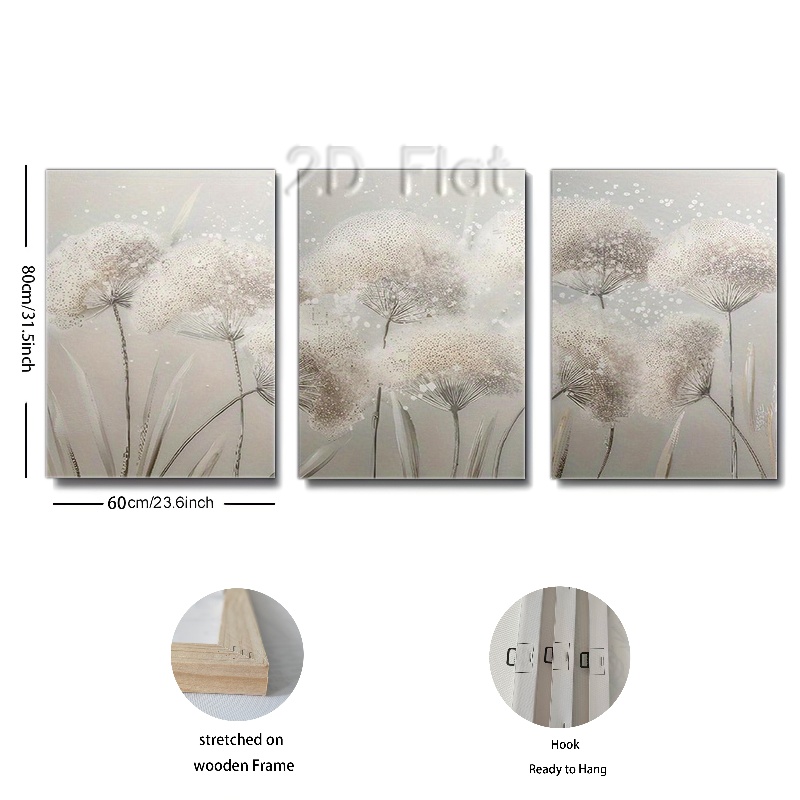 2D Flat
80cm/31.5inch
60cm/23.6inch
stretched on
wooden Frame
Hook
Ready to Hang